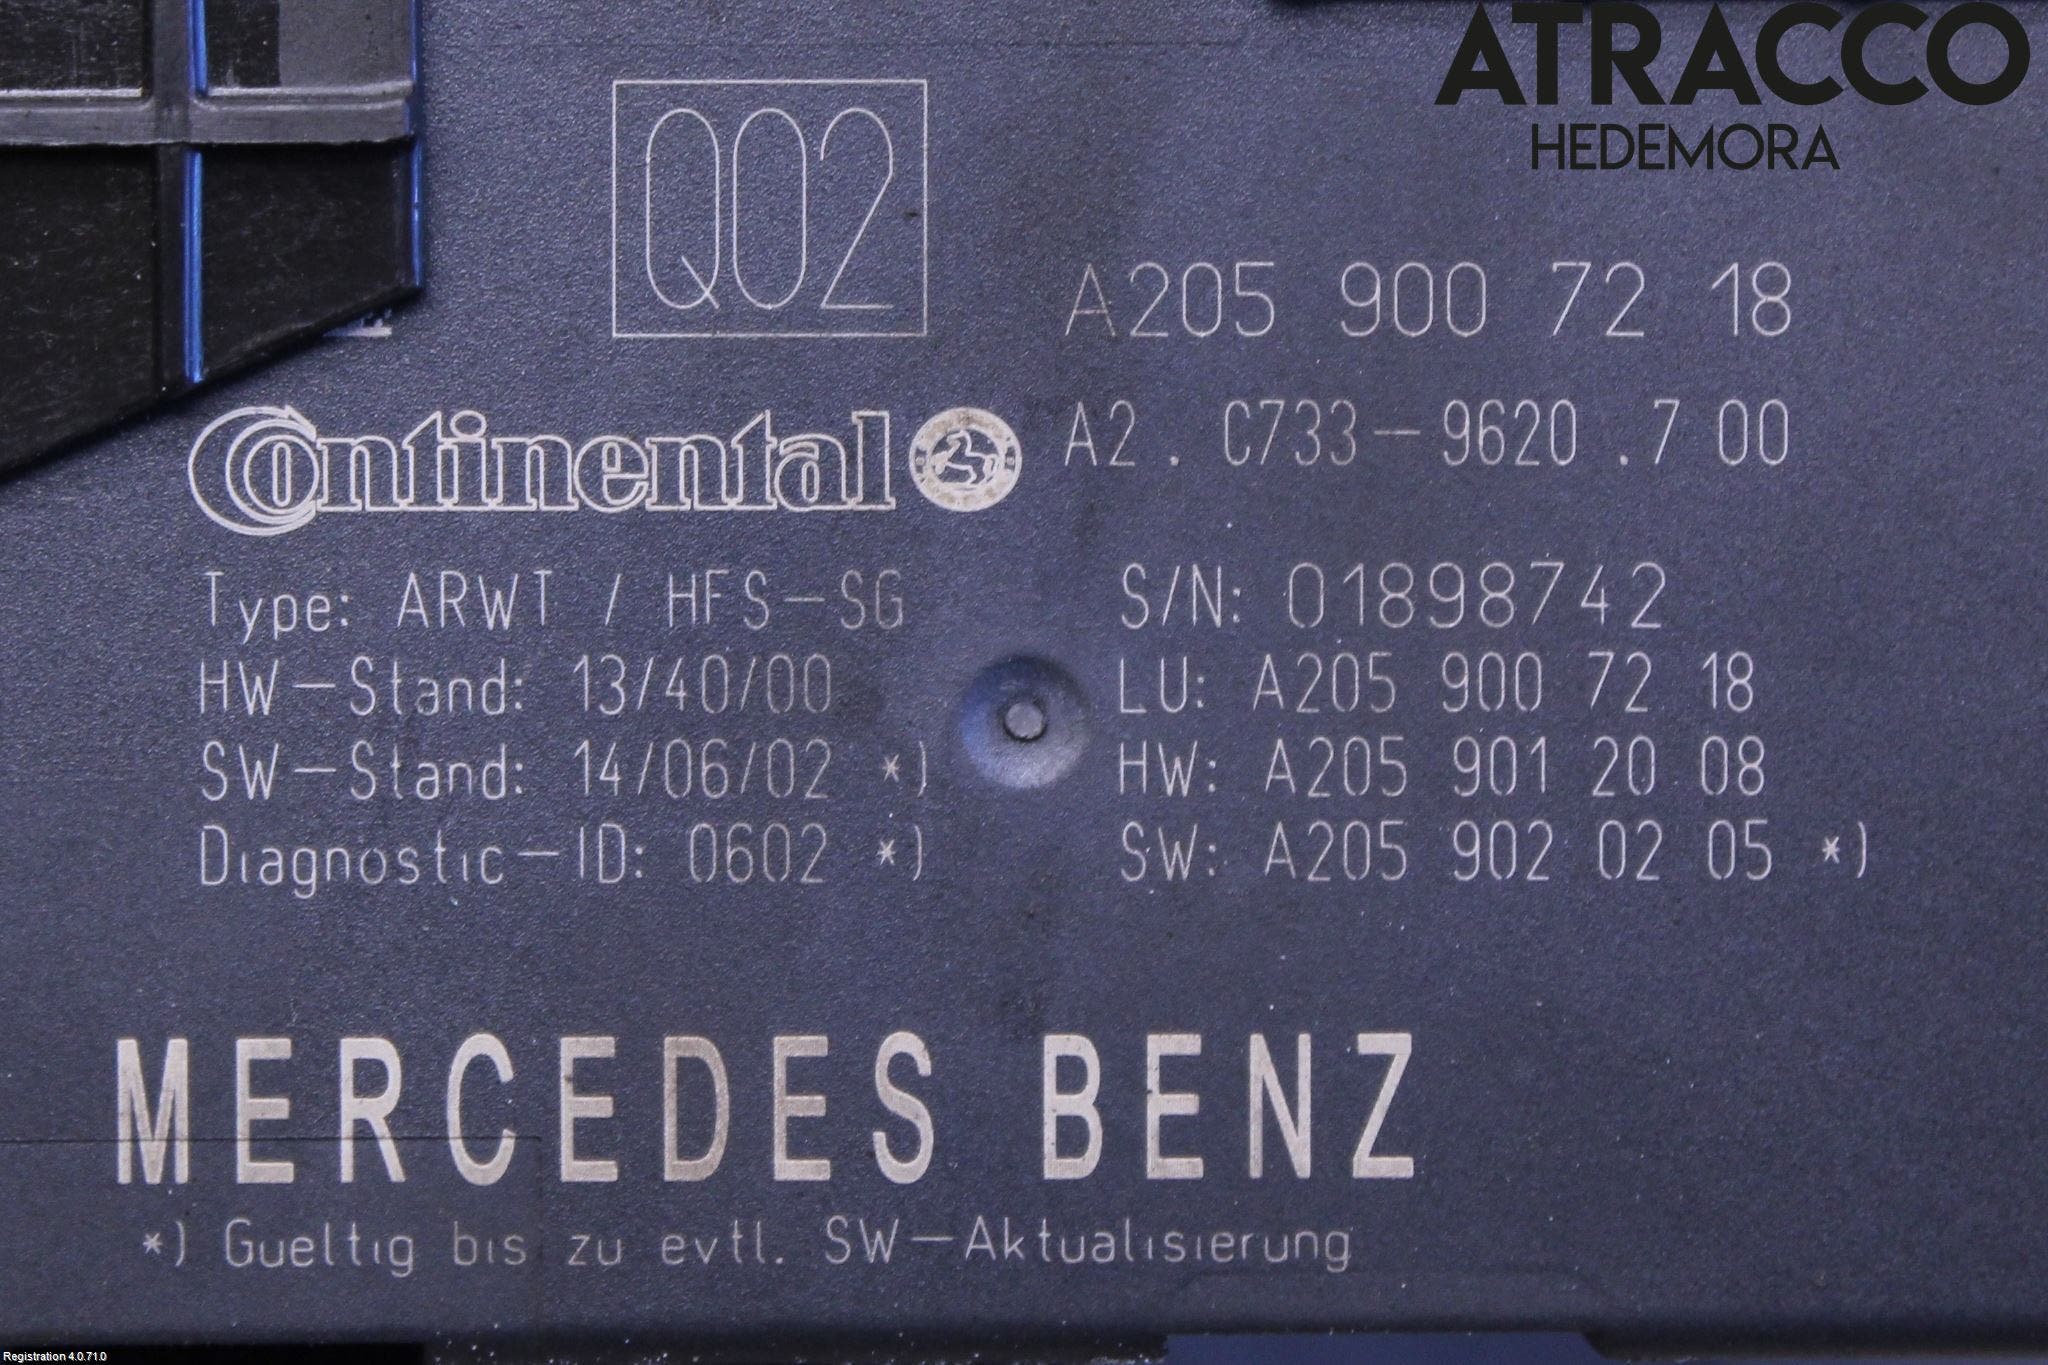 ATRACCO
HEDEMORA
Q02
A205 900 72 18
Continental
A2. C733-9620.700
Type: ARWT / HFS-SG
S/N: 01898742
HW-Stand: 13/40/00
LU: A205 900 72 18
SW-Stand: 14/06/02 *)
HW: A205 901 20 08
Diagnostic-ID: 0602 *)
SW: A205 902 02 05 *)
MERCEDES BENZ
*) Gueltig bis zu evtl. SW-Aktualisierung
Registration 4.0.71.0